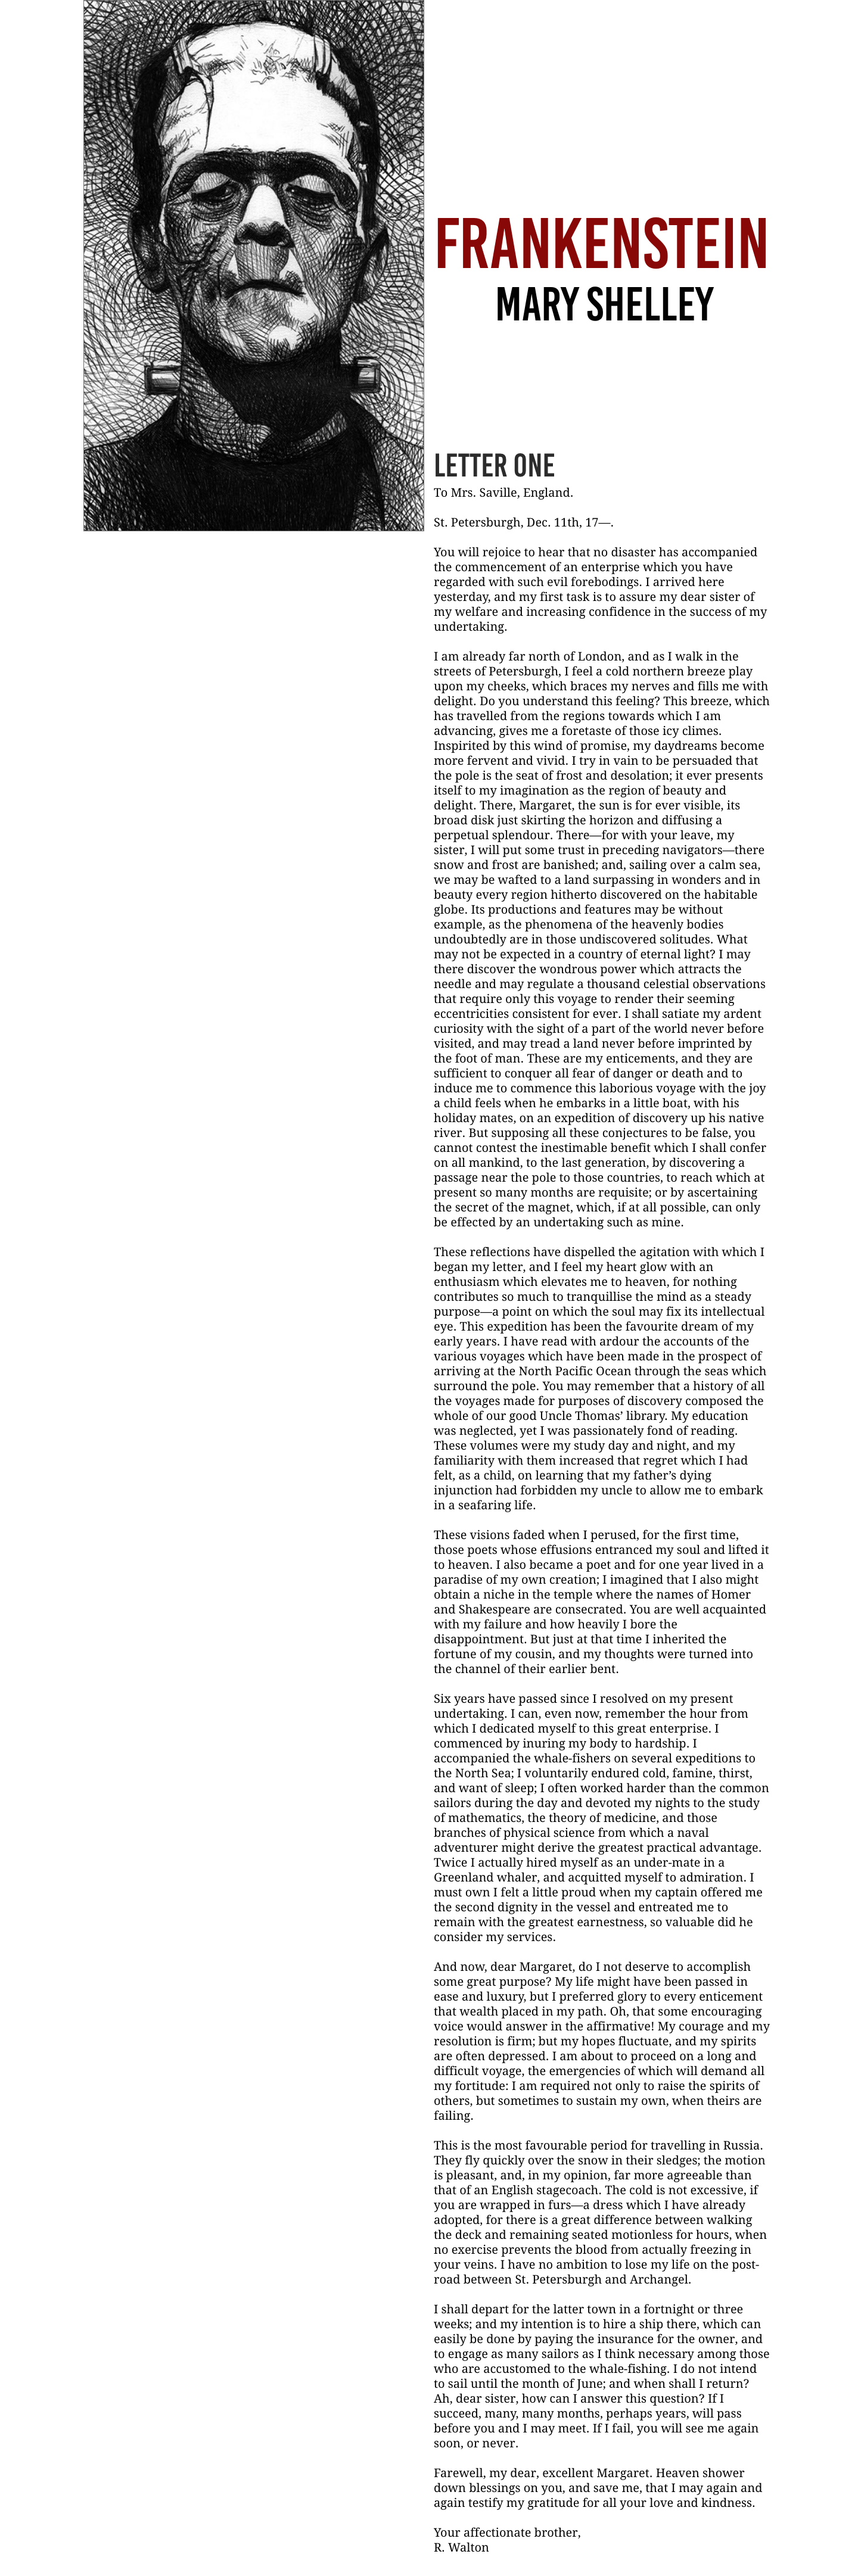 FRANKENSTEIN
MARY SHELLEY
LETTER ONE
To Mrs. Saville, England.
St. Petersburgh, Dec. 11th, 17—.
You will rejoice to hear that no disaster has accompanied
the commencement of an enterprise which you have
regarded with such evil forebodings. I arrived here
yesterday, and my first task is to assure my dear sister of
my welfare and increasing confidence in the success of my
undertaking.
I am already far north of London, and as I walk in the
streets of Petersburgh, I feel a cold northern breeze play
upon my cheeks, which braces my nerves and fills me with
delight. Do you understand this feeling? This breeze, which
has travelled from the regions towards which I am
advancing, gives me a foretaste of those icy climes.
Inspirited by this wind of promise, my daydreams become
more fervent and vivid. I try in vain to be persuaded that
the pole is the seat of frost and desolation; it ever presents
itself to my imagination as the region of beauty and
delight. There, Margaret, the sun is for ever visible, its
broad disk just skirting the horizon and diffusing a
perpetual splendour. There—for with your leave, my
sister, I will put some trust in preceding navigators—there
snow and frost are banished; and, sailing over a calm sea,
we may be wafted to a land surpassing in wonders and in
beauty every region hitherto discovered on the habitable
globe. Its productions and features may be without
example, as the phenomena of the heavenly bodies
undoubtedly are in those undiscovered solitudes. What
may not be expected in a country of eternal light? I may
there discover the wondrous power which attracts the
needle and may regulate a thousand celestial observations
that require only this voyage to render their seeming
eccentricities consistent for ever. I shall satiate my ardent
curiosity with the sight of a part of the world never before
visited, and may tread a land never before imprinted by
the foot of man. These are my enticements, and they are
sufficient to conquer all fear of danger or death and to
induce me to commence this laborious voyage with the joy
a child feels when he embarks in a little boat, with his
holiday mates, on an expedition of discovery up his native
river. But supposing all these conjectures to be false, you
cannot contest the inestimable benefit which I shall confer
on all mankind, to the last generation, by discovering a
passage near the pole to those countries, to reach which at
present so many months are requisite; or by ascertaining
the secret of the magnet, which, if at all possible, can only
be effected by an undertaking such as mine.
These reflections have dispelled the agitation with which I
began my letter, and I feel my heart glow with an
enthusiasm which elevates me to heaven, for nothing
contributes so much to tranquillise the mind as a steady
purpose—a point on which the soul may fix its intellectual
eye. This expedition has been the favourite dream of my
early years. I have read with ardour the accounts of the
various voyages which have been made in the prospect of
arriving at the North Pacific Ocean through the seas which
surround the pole. You may remember that a history of all
the voyages made for purposes of discovery composed the
whole of our good Uncle Thomas’ library. My education
was neglected, yet I was passionately fond of reading.
These volumes were my study day and night, and my
familiarity with them increased that regret which I had
felt, as a child, on learning that my father’s dying
injunction had forbidden my uncle to allow me to embark
in a seafaring life.
These visions faded when I perused, for the first time,
those poets whose effusions entranced my soul and lifted it
to heaven. I also became a poet and for one year lived in a
paradise of my own creation; I imagined that I also might
obtain a niche in the temple where the names of Homer
and Shakespeare are consecrated. You are well acquainted
with my failure and how heavily I bore the
disappointment. But just at that time I inherited the
fortune of my cousin, and my thoughts were turned into
the channel of their earlier bent.
Six years have passed since I resolved on my present
undertaking. I can, even now, remember the hour from
which I dedicated myself to this great enterprise. I
commenced by inuring my body to hardship. I
accompanied the whale-fishers on several expeditions to
the North Sea; I voluntarily endured cold, famine, thirst,
and want of sleep; I often worked harder than the common
sailors during the day and devoted my nights to the study
of mathematics, the theory of medicine, and those
branches of physical science from which a naval
adventurer might derive the greatest practical advantage.
Twice I actually hired myself as an under-mate in a
Greenland whaler, and acquitted myself to admiration. I
must own I felt a little proud when my captain offered me
the second dignity in the vessel and entreated me to
remain with the greatest earnestness, so valuable did he
consider my services.
And now, dear Margaret, do I not deserve to accomplish
some great purpose? My life might have been passed in
ease and luxury, but I preferred glory to every enticement
that wealth placed in my path. Oh, that some encouraging
voice would answer in the affirmative! My courage and my
resolution is firm; but my hopes fluctuate, and my spirits
are often depressed. I am about to proceed on a long and
difficult voyage, the emergencies of which will demand all
my fortitude: I am required not only to raise the spirits of
others, but sometimes to sustain my own, when theirs are
failing.
This is the most favourable period for travelling in Russia.
They fly quickly over the snow in their sledges; the motion
is pleasant, and, in my opinion, far more agreeable than
that of an English stagecoach. The cold is not excessive, if
you are wrapped in furs—a dress which I have already
adopted, for there is a great difference between walking
the deck and remaining seated motionless for hours, when
no exercise prevents the blood from actually freezing in
your veins. I have no ambition to lose my life on the post-
road between St. Petersburgh and Archangel.
I shall depart for the latter town in a fortnight or three
weeks; and my intention is to hire a ship there, which can
easily be done by paying the insurance for the owner, and
to engage as many sailors as I think necessary among those
who are accustomed to the whale-fishing. I do not intend
to sail until the month of June; and when shall I return?
Ah, dear sister, how can I answer this question? If I
succeed, many, many months, perhaps years, will pass
before you and I may meet. If I fail, you will see me again
soon, or never.
Farewell, my dear, excellent Margaret. Heaven shower
down blessings on you, and save me, that I may again and
again testify my gratitude for all your love and kindness.
Your affectionate brother,
R. Walton